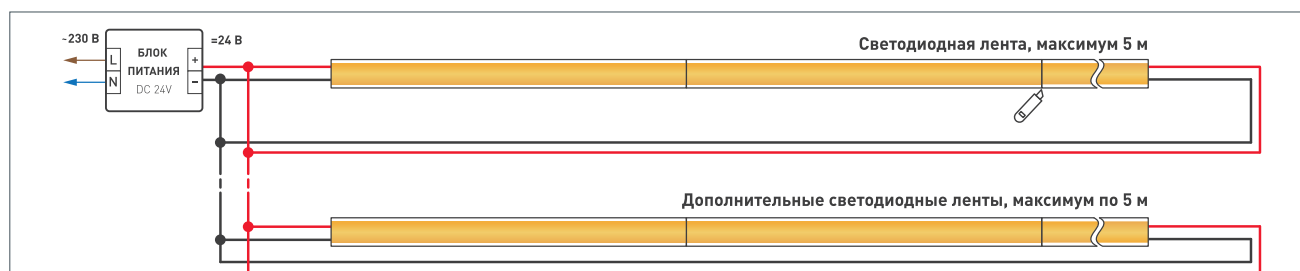 ~230 В
БЛОК
ПИТАНИЯ
DC 24V
L
N
+
−
=24 В
Светодиодная лента, максимум 5 м
Дополнительные светодиодные ленты, максимум по 5 м